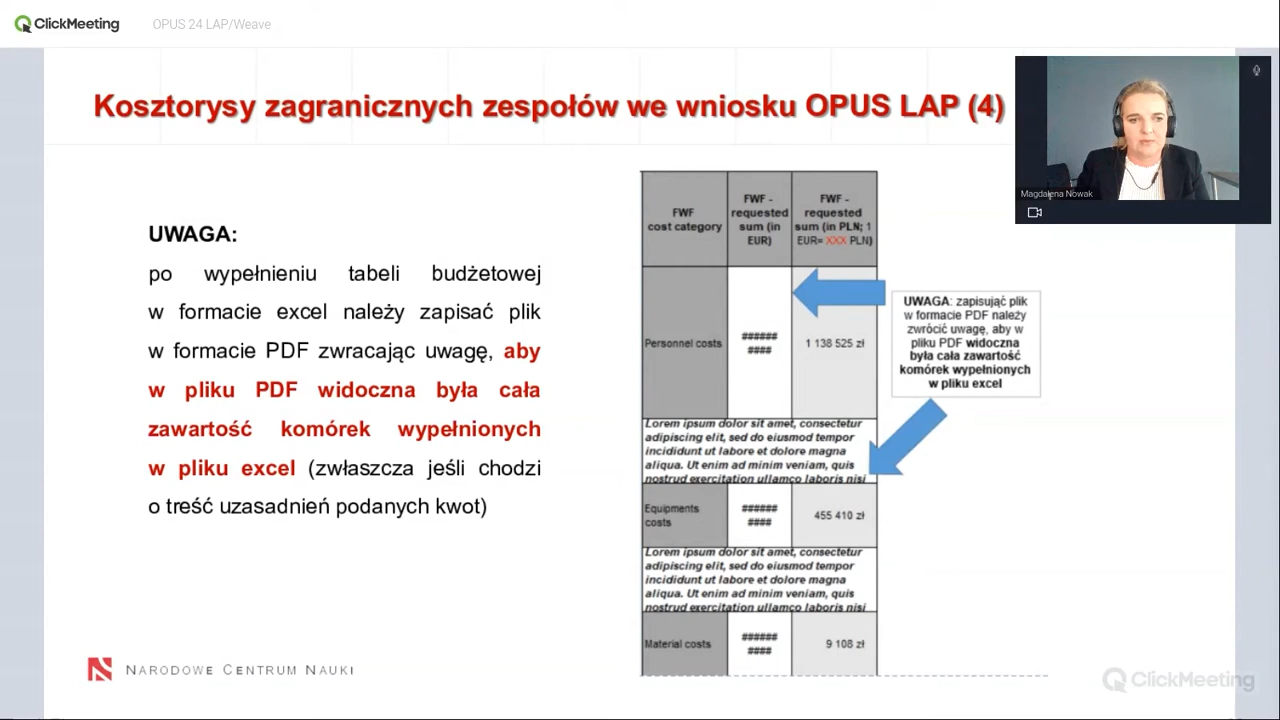 ClickMeeting
OPUS 24 LAP/Weave
Kosztorysy zagranicznych zespołów we wniosku OPUS LAP (4)
Magdalena Nowak
UWAGA:
po wypełnieniu tabeli budżetowej
w formacie excel należy zapisać plik
w formacie PDF zwracając uwagę, aby
w pliku PDF widoczna była cała
zawartość komórek wypełnionych
w pliku excel (zwłaszcza jeśli chodzi
o treść uzasadnień podanych kwot)
FWF
cost category
FWF -
requested
sum (in
EUR)
FWF -
requested
sum (in PLN; 1
EUR= XXX PLN)
Personnel costs
######
####
1 138 525 zł
Lorem ipsum dolor sit amet, consectetur
adipiscing elit, sed do eiusmod tempor
incididunt ut labore et dolore magna
aliqua. Ut enim ad minim veniam, quis
nostrud exercitation ullamco laboris nisi
Equipments
costs
######
####
455 410 zł
Lorem ipsum dolor sit amet, consectetur
adipiscing elit, sed do eiusmod tempor
incididunt ut labore et dolore magna
aliqua. Ut enim ad minim veniam, quis
nostrud exercitation ullamco laboris nisi
Material costs
######
####
9 108 zł
UWAGA: zapisująć plik
w formacie PDF należy
zwrócić uwagę, aby w
pliku PDF widoczna
była cała zawartość
komórek wypełnionych
w pliku excel
NARODOWE CENTRUM NAUKI
ClickMeeting